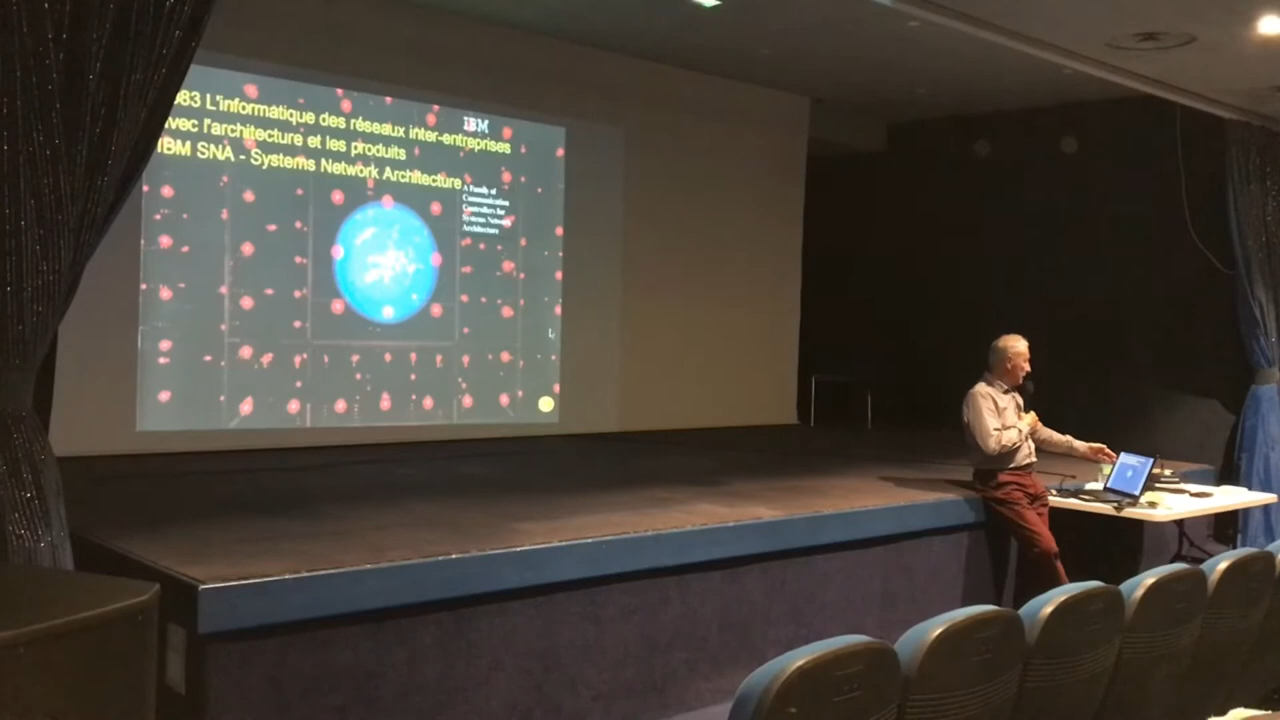 983 L'informatique des réseaux inter-entreprises
avec l'architecture et les produits
IBM SNA - Systems Network Architecture
IBM
A Family of
Communication
Controllers for
Systems Network
Architecture